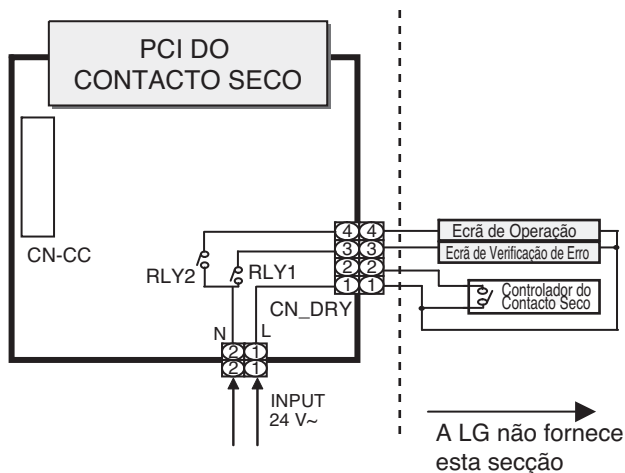 PCI DO
CONTACTO SECO
CN-CC
RLY2
RLY1
4 4
3 3
2 2
1 1
CN_DRY
N L
2 1
2 1
INPUT
24 V~
Ecrã de Operação
Ecrã de Verificação de Erro
Controlador do
Contacto Seco
A LG não fornece
esta secção